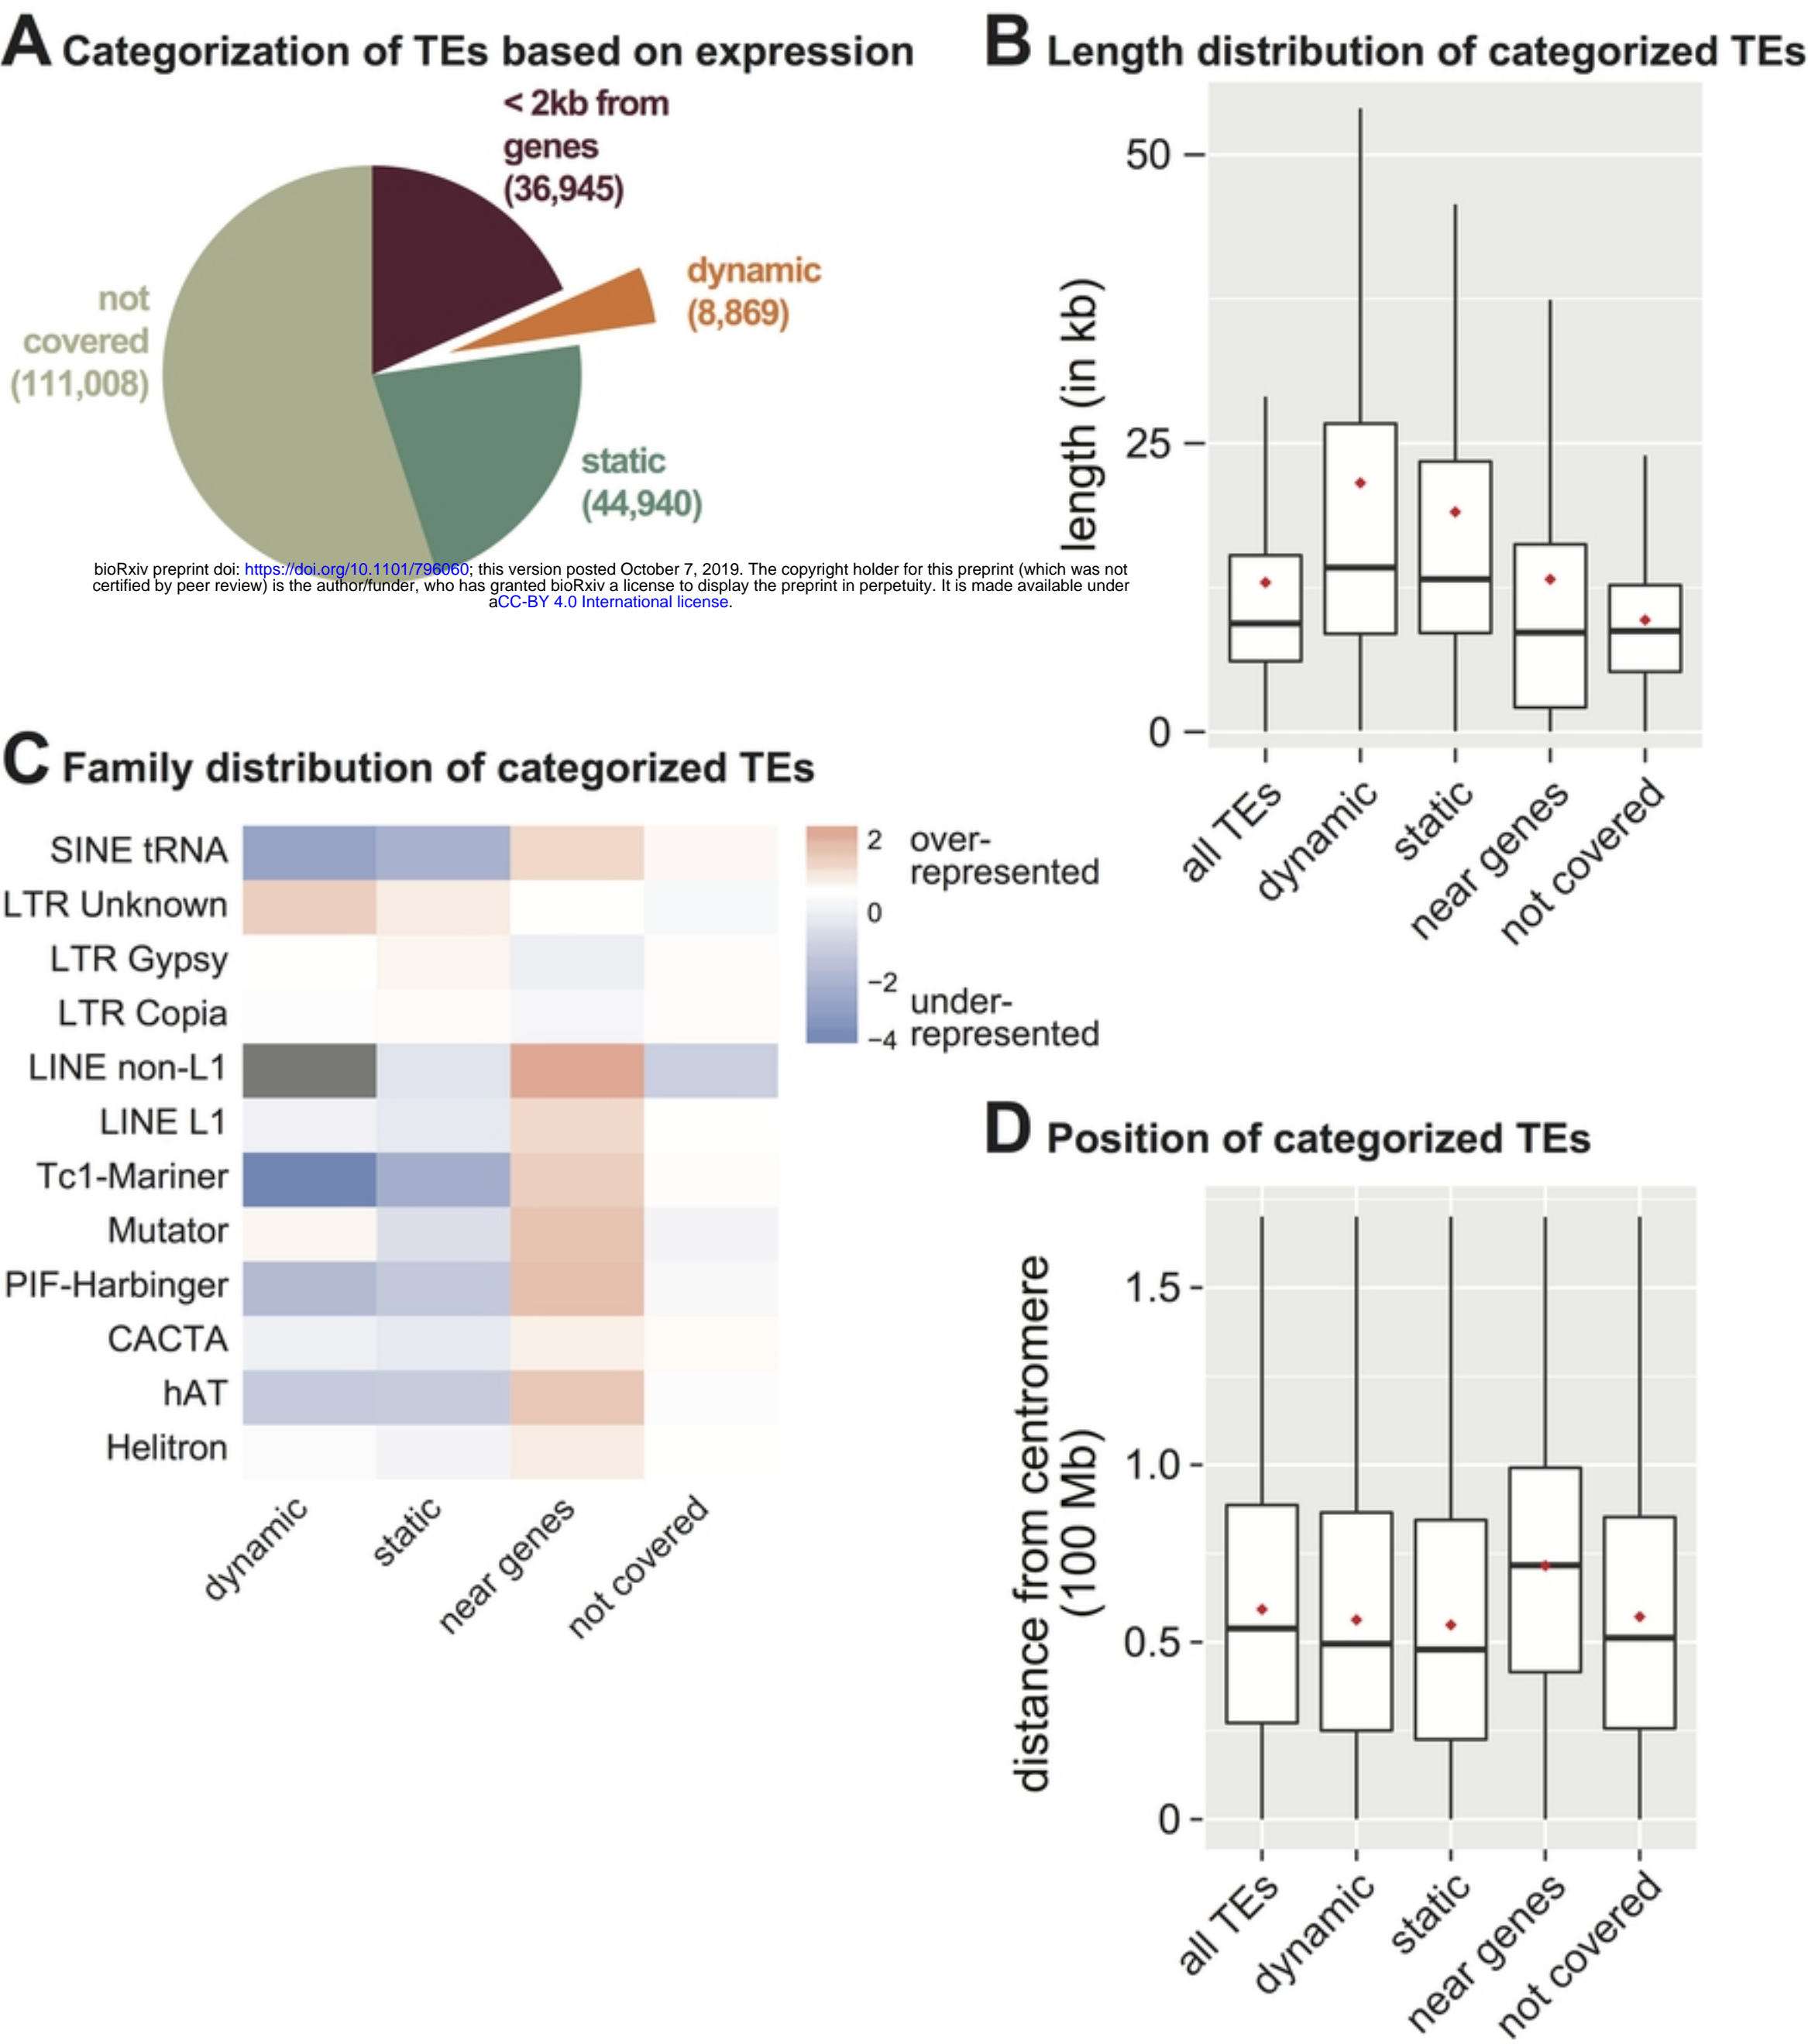 A Categorization of TEs based on expression
< 2kb from
genes
(36,945)
dynamic
(8,869)
not
covered
(111,008)
static
(44,940)
bioRxiv preprint doi: https://doi.org/10.1101/796060; this version posted October 7, 2019. The copyright holder for this preprint (which was not
certified by peer review) is the author/funder, who has granted bioRxiv a license to display the preprint in perpetuity. It is made available under
aCC-BY 4.0 International license.
B Length distribution of categorized TEs
length (in kb)
50
25
0
all TEs
dynamic
static
near genes
not covered
C Family distribution of categorized TEs
SINE tRNA
LTR Unknown
LTR Gypsy
LTR Copia
LINE non-L1
LINE L1
Tc1-Mariner
Mutator
PIF-Harbinger
CACTA
hAT
Helitron
dynamic
static
near genes
not covered
2
0
−2
−4
over-
represented
under-
represented
D Position of categorized TEs
distance from centromere
(100 Mb)
1.5
1.0
0.5
0
all TEs
dynamic
static
near genes
not covered